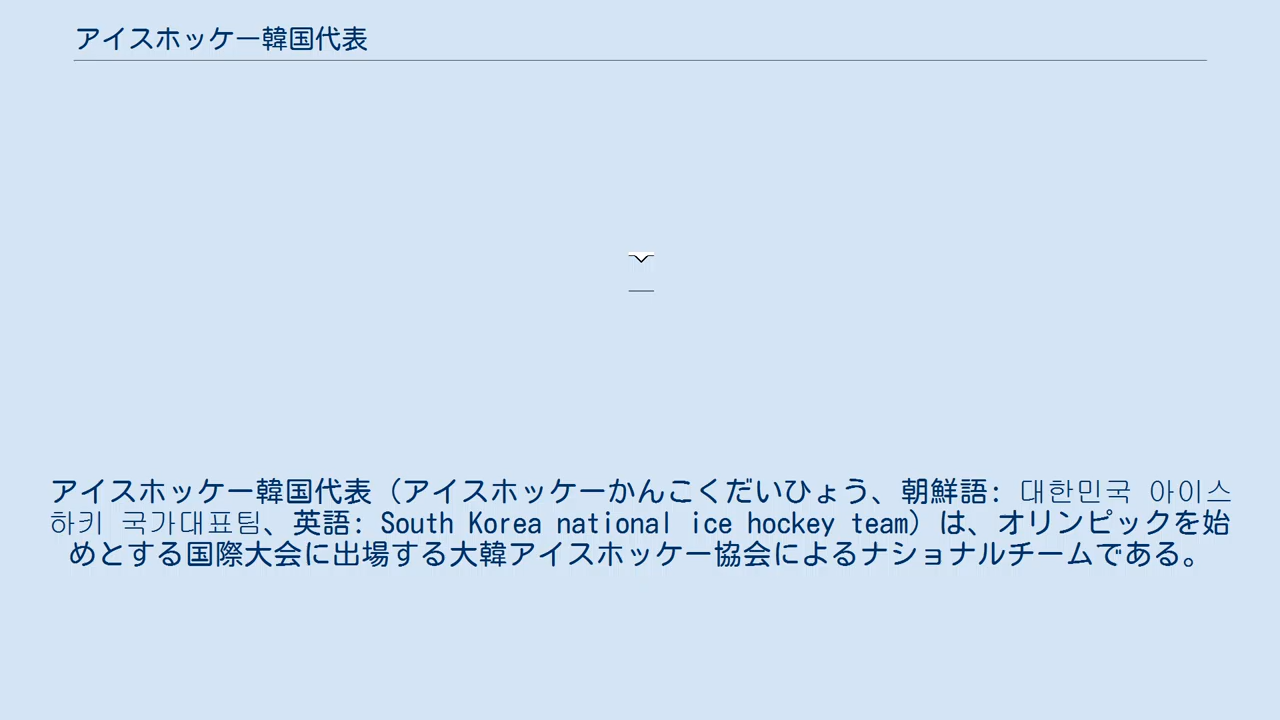 アイスホッケー韓国代表
アイスホッケー韓国代表（アイスホッケーかんこくだいひょう、朝鮮語: 대한민국 아이스
하키 국가대표팀、英語: South Korea national ice hockey team）は、オリンピックを始
めとする国際大会に出場する大韓アイスホッケー協会によるナショナルチームである。